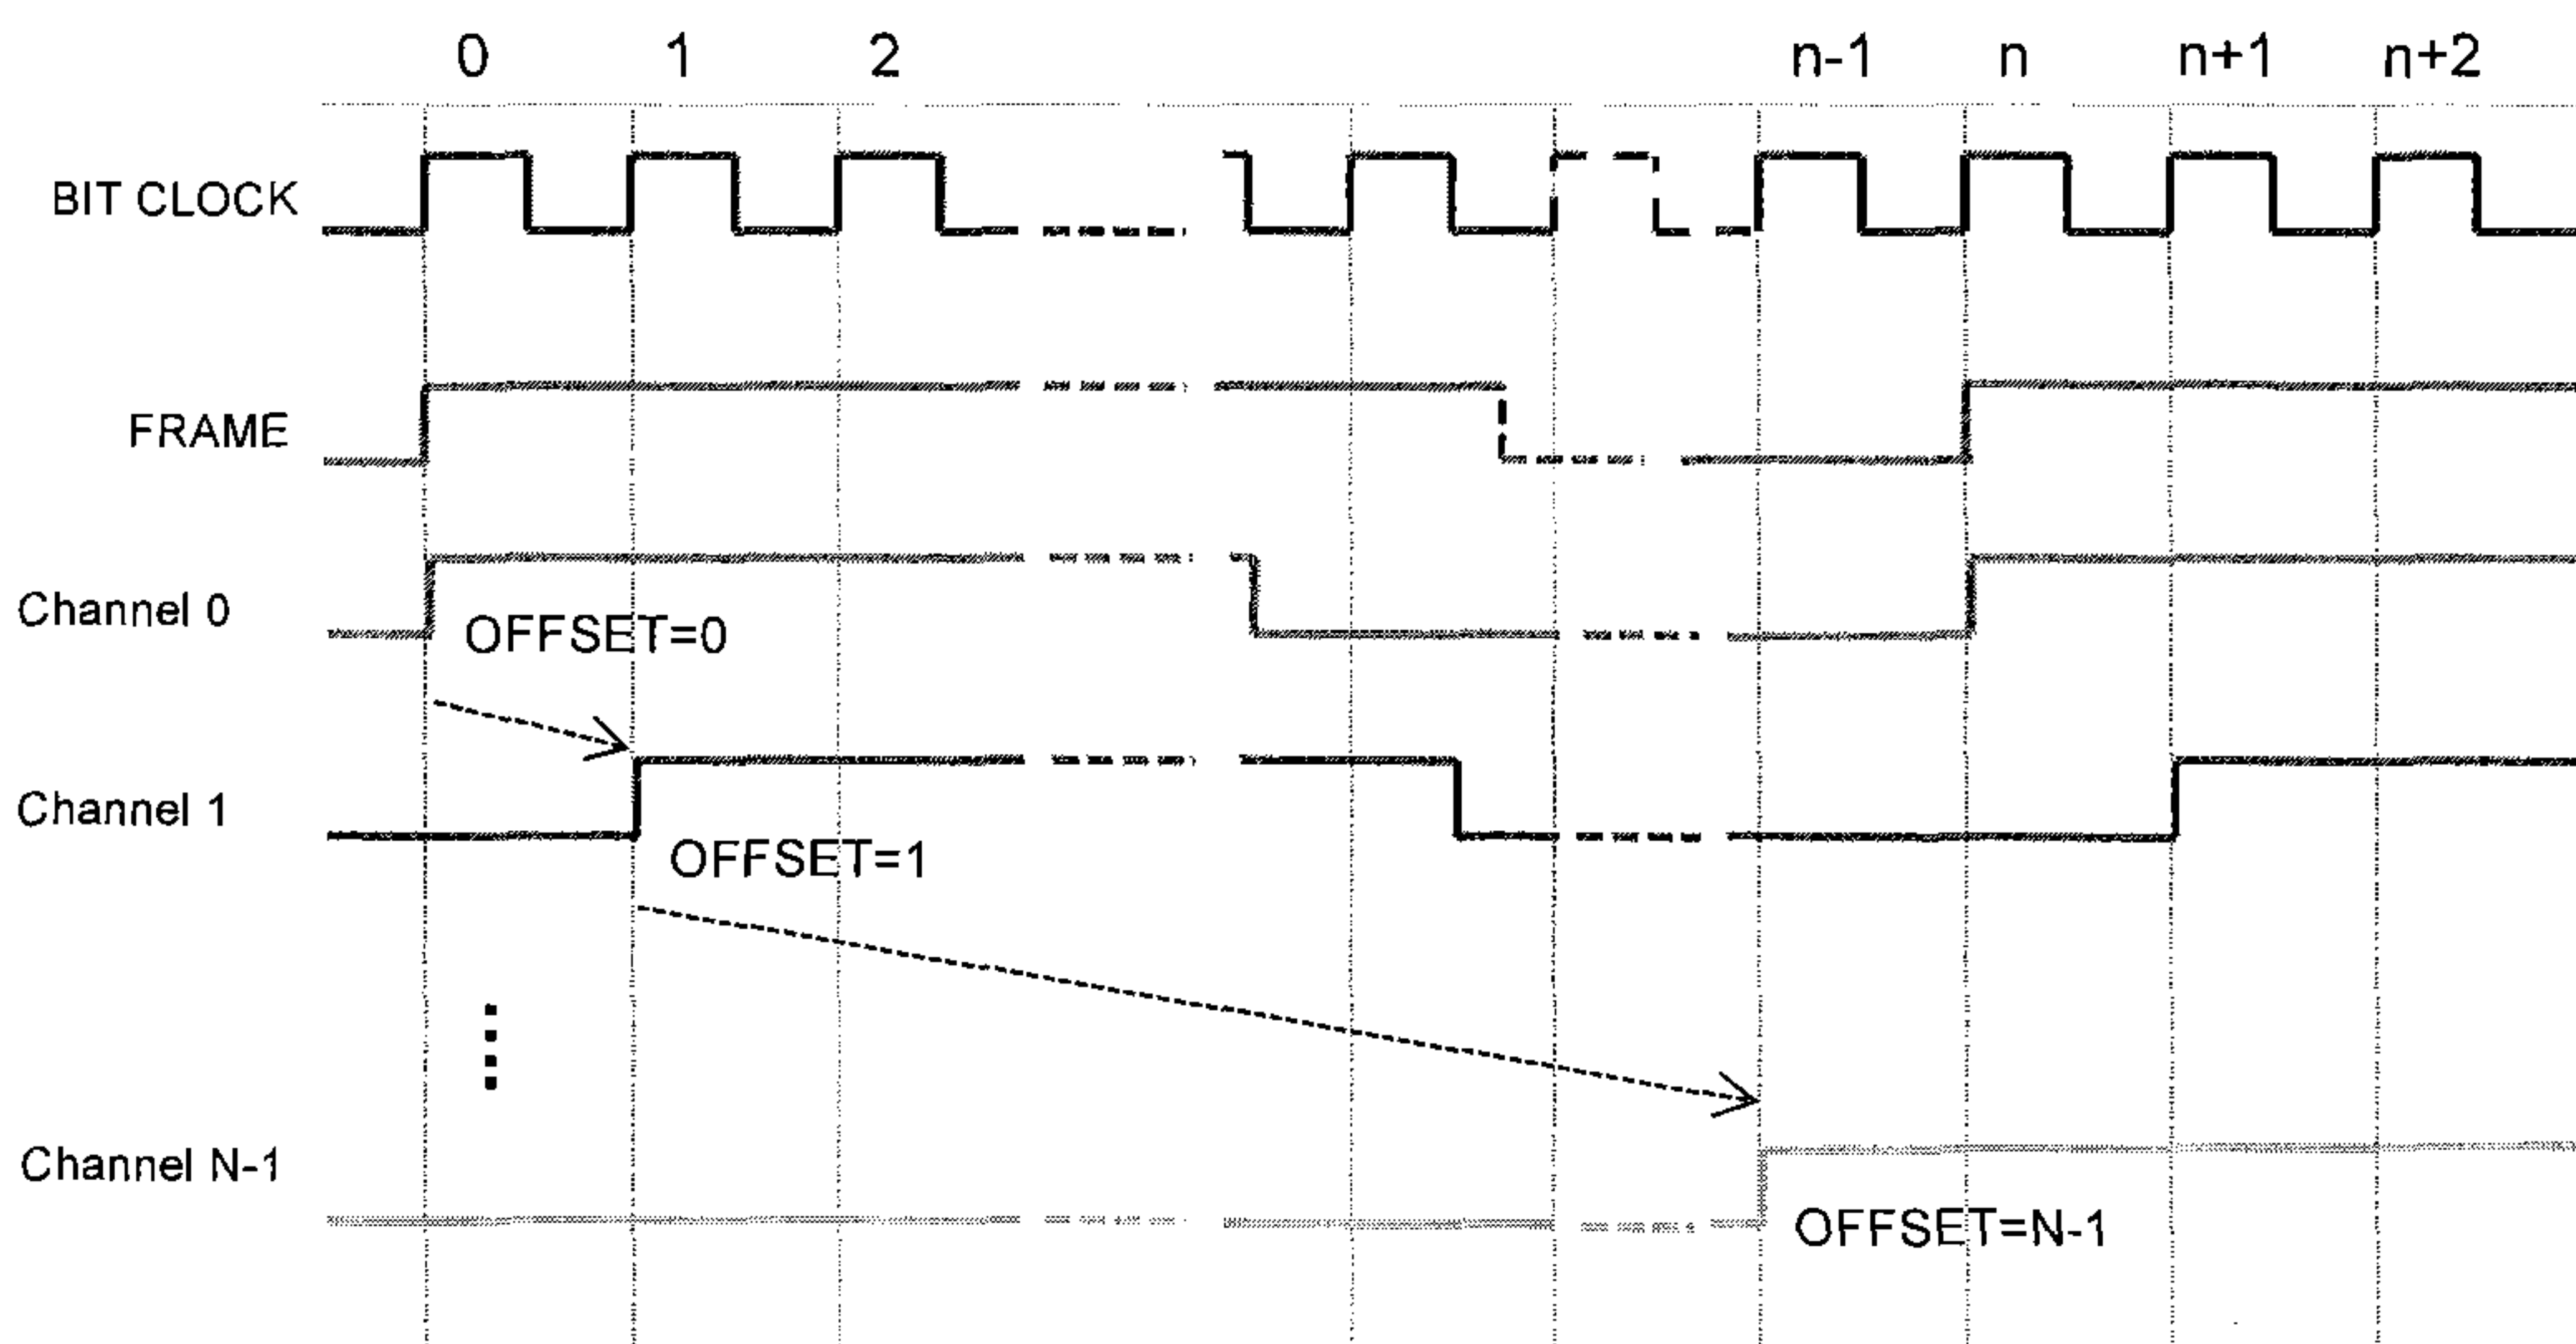 0 1 2 n-1 n n+1 n+2
BIT CLOCK
FRAME
Channel 0
OFFSET=0
Channel 1
OFFSET=1
Channel N-1
OFFSET=N-1